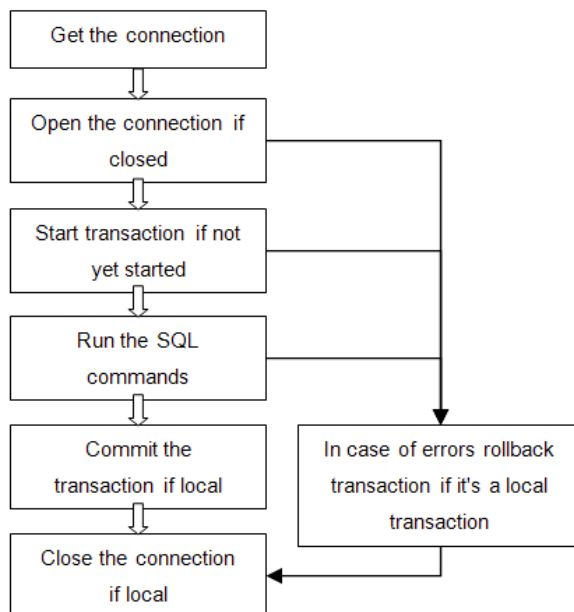 Get the connection
Open the connection if
closed
Start transaction if not
yet started
Run the SQL
commands
Commit the
transaction if local
In case of errors rollback
transaction if it's a local
transaction
Close the connection
if local